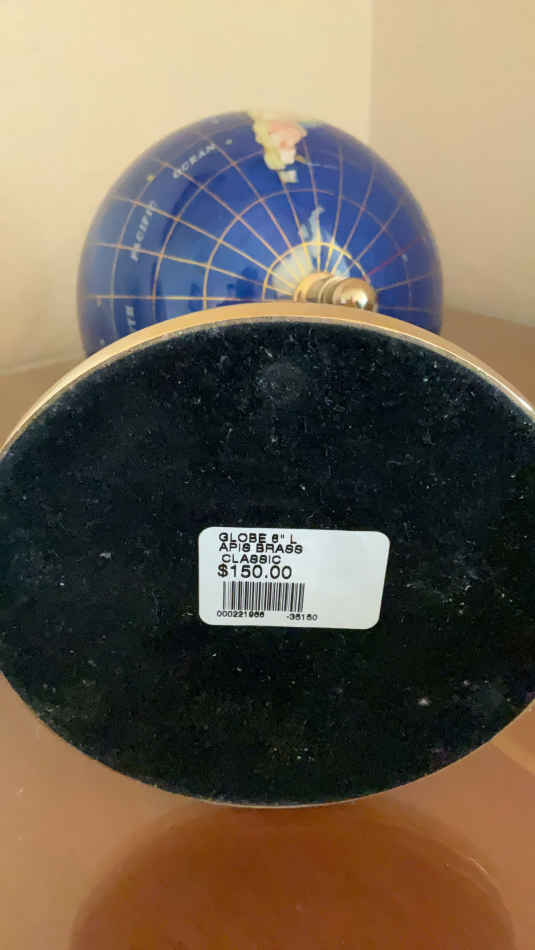 OCEAN
PACIFIC
GLOBE 6" L
APIS BRASS
CLASSIC
$150.00
000221966 -35150